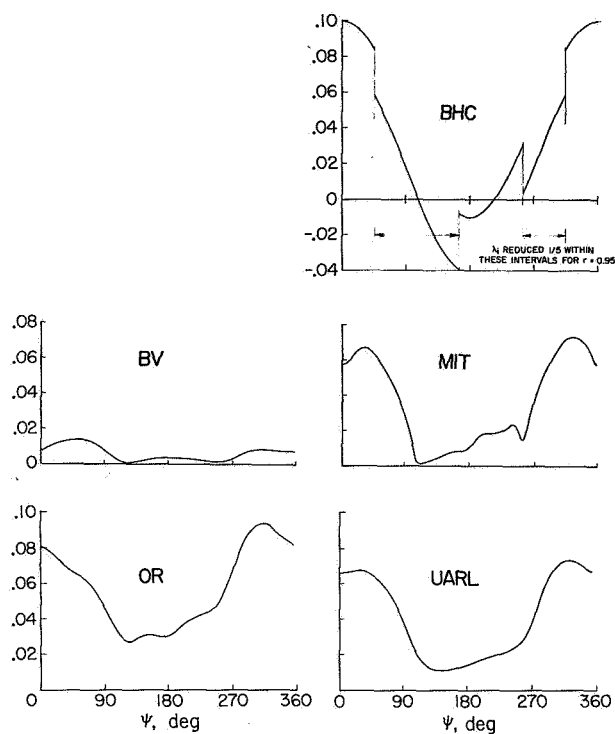 .10
.08
.06
.04
.02
0
-.02
-.04
BHC
λi REDUCED 1/5 WITHIN
THESE INTERVALS FOR r = 0.95
.08
.06
.04
.02
0
BV
MIT
.10
.08
.06
.04
.02
OR
UARL
0 90 180 270 360
ψ, deg
0 90 180 270 360
ψ, deg